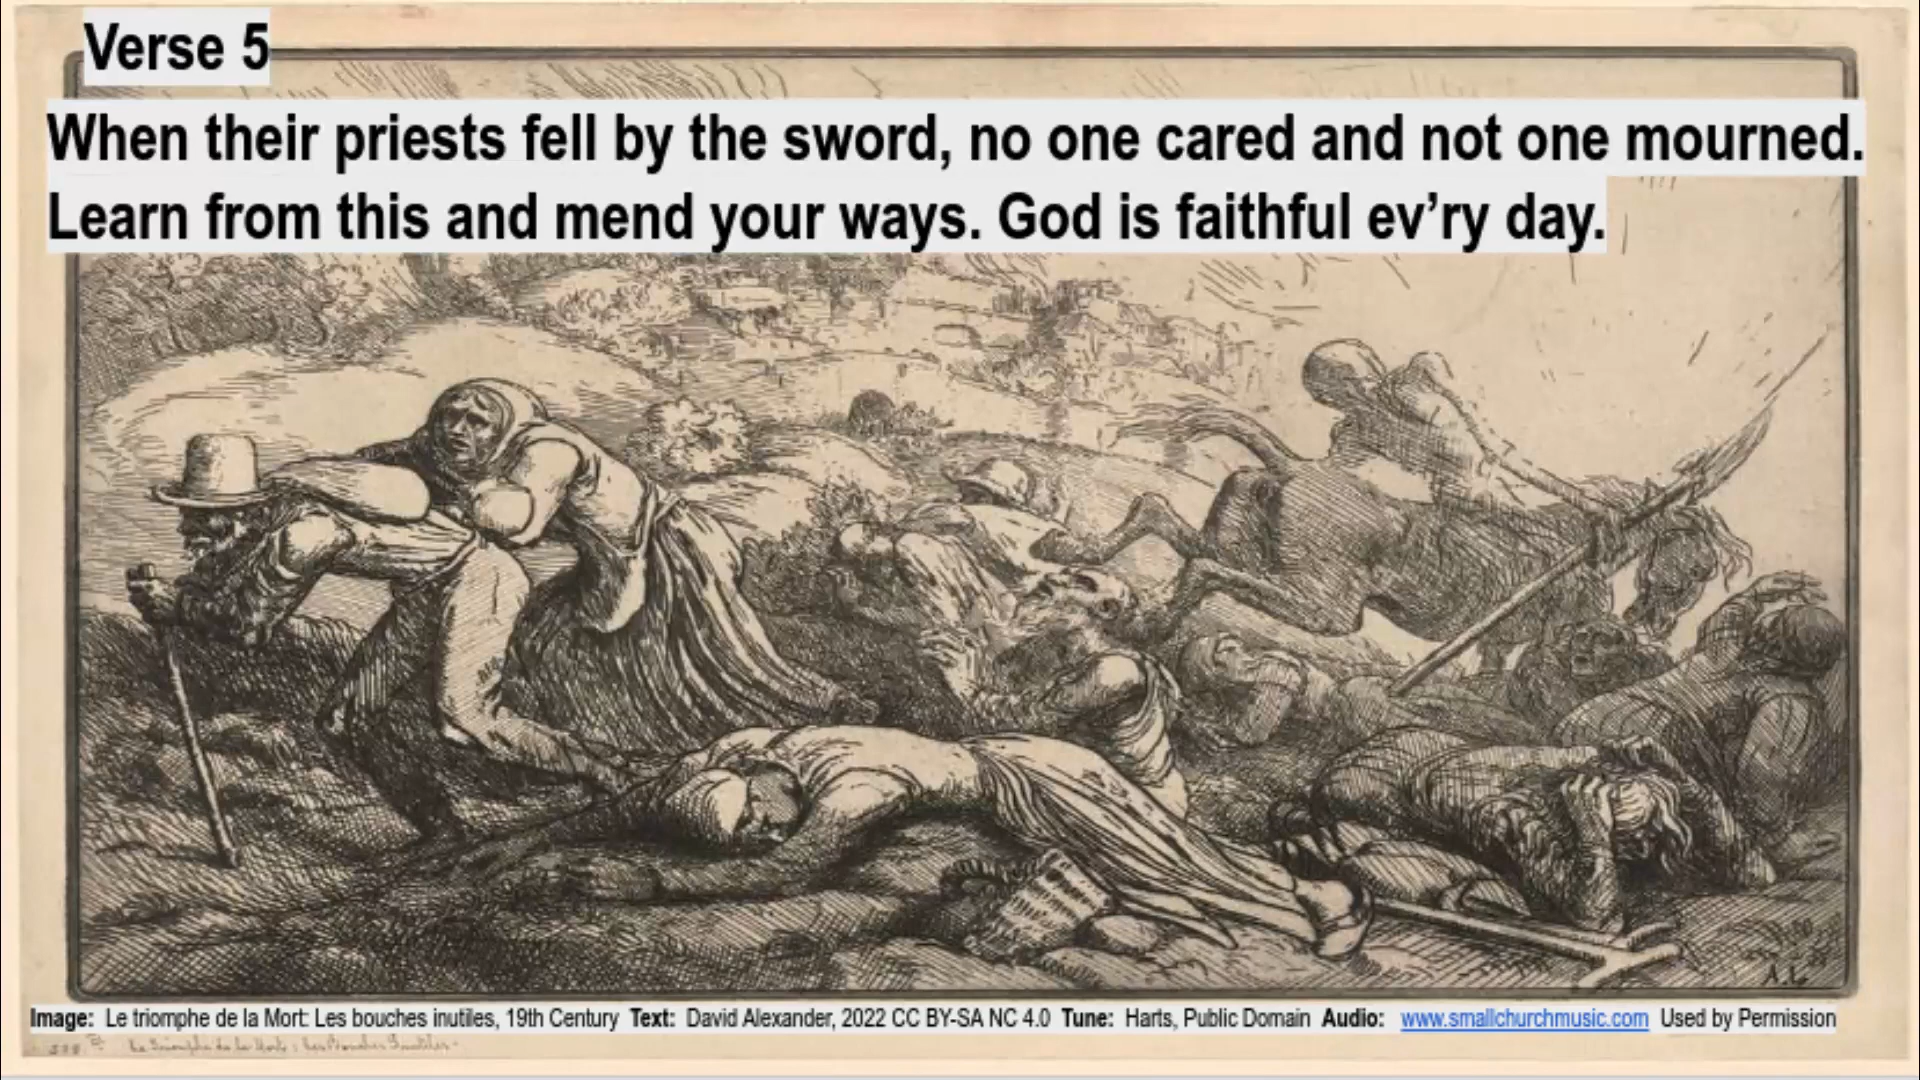 Verse 5
When their priests fell by the sword, no one cared and not one mourned.
Learn from this and mend your ways. God is faithful ev’ry day.
Image: Le triomphe de la Mort: Les bouches inutiles, 19th Century Text: David Alexander, 2022 CC BY-SA NC 4.0 Tune: Harts, Public Domain Audio: www.smallchurchmusic.com Used by Permission